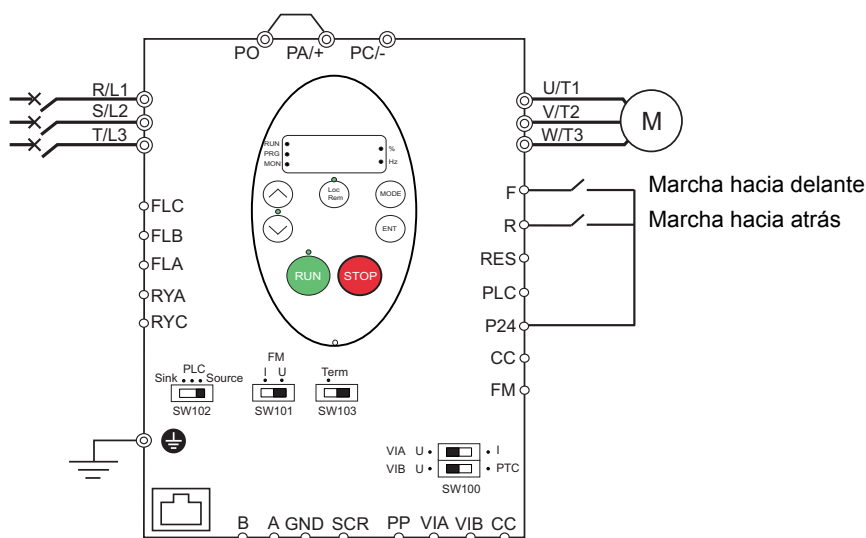 PO PA/+ PC/-
R/L1
S/L2
T/L3
U/T1
V/T2
W/T3
M
RUN
PRG
MON
%
Hz
Loc
Rem
MODE
ENT
RUN
STOP
FLC
FLB
FLA
RYA
RYC
F
R
RES
PLC
P24
CC
FM
Marcha hacia delante
Marcha hacia atrás
PLC
Sink Source
SW102
FM
I U
SW101
Term
SW103
VIA U I
VIB U PTC
SW100
B A GND SCR PP VIA VIB CC